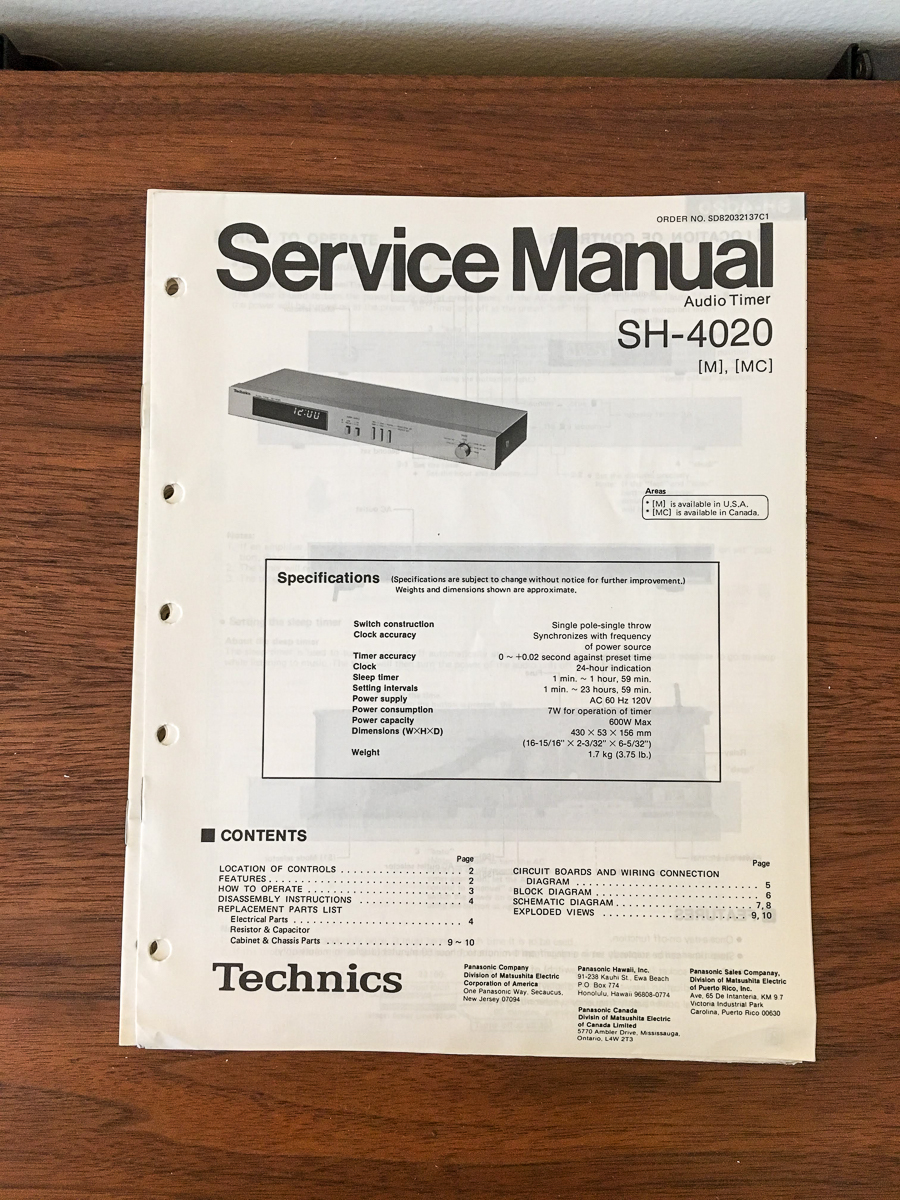 ORDER NO. SD82032137C1
Service Manual
Audio Timer
SH-4020
[M], [MC]
Technics
12:00
Areas
* [M] is available in U.S.A.
* [MC] is available in Canada.
Specifications (Specifications are subject to change without notice for further improvement.)
Weights and dimensions shown are approximate.
Switch construction Single pole-single throw
Clock accuracy Synchronizes with frequency
of power source
Timer accuracy 0 ~ +0.02 second against preset time
Clock 24-hour indication
Sleep timer 1 min. ~ 1 hour, 59 min.
Setting intervals 1 min. ~ 23 hours, 59 min.
Power supply AC 60 Hz 120V
Power consumption 7W for operation of timer
Power capacity 600W Max
Dimensions (W×H×D) 430 × 53 × 156 mm
(16-15/16" × 2-3/32" × 6-5/32")
Weight 1.7 kg (3.75 lb.)
■ CONTENTS
Page
LOCATION OF CONTROLS . . . . . . . . . . . . . . . . . . 2
FEATURES . . . . . . . . . . . . . . . . . . . . . . . . . . . . . 2
HOW TO OPERATE . . . . . . . . . . . . . . . . . . . . . . . 3
DISASSEMBLY INSTRUCTIONS . . . . . . . . . . . . . . . 4
REPLACEMENT PARTS LIST
Electrical Parts . . . . . . . . . . . . . . . . . . . . . . . . . 4
Resistor & Capacitor
Cabinet & Chassis Parts . . . . . . . . . . . . . . . . 9 ~ 10
Page
CIRCUIT BOARDS AND WIRING CONNECTION
DIAGRAM . . . . . . . . . . . . . . . . . . . . . . . . . . . . 5
BLOCK DIAGRAM . . . . . . . . . . . . . . . . . . . . . . . . 6
SCHEMATIC DIAGRAM . . . . . . . . . . . . . . . . . . . 7, 8
EXPLODED VIEWS . . . . . . . . . . . . . . . . . . . . . 9, 10
Technics
Panasonic Company
Division of Matsushita Electric
Corporation of America
One Panasonic Way, Secaucus,
New Jersey 07094
Panasonic Hawaii, Inc.
91-238 Kauhi St. Ewa Beach
P.O. Box 774
Honolulu, Hawaii 96808-0774
Panasonic Canada
Divisin of Matsushita Electric
of Canada Limited
5770 Ambler Drive, Mississauga,
Ontario, L4W 2T3
Panasonic Sales Companay,
Division of Matsushita Electric
of Puerto Rico, Inc.
Ave, 65 De Intanteria, KM 9.7
Victoria Industrial Park
Carolina, Puerto Rico 00630